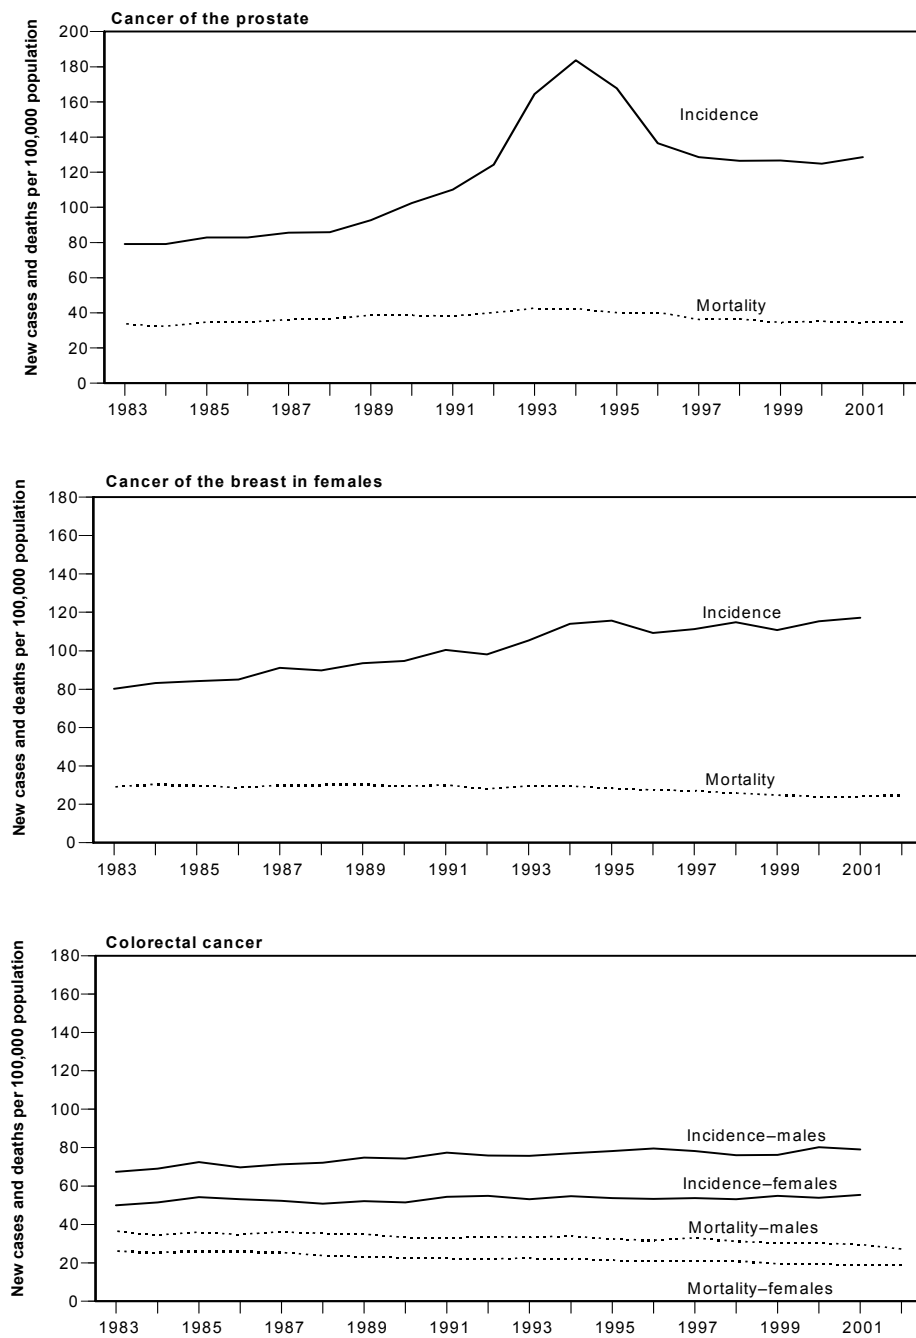 Cancer of the prostate
New cases and deaths per 100,000 population
200
180
160
140
120
100
80
60
40
20
0
Incidence
Mortality
1983 1985 1987 1989 1991 1993 1995 1997 1999 2001
Cancer of the breast in females
New cases and deaths per 100,000 population
180
160
140
120
100
80
60
40
20
0
Incidence
Mortality
1983 1985 1987 1989 1991 1993 1995 1997 1999 2001
Colorectal cancer
New cases and deaths per 100,000 population
180
160
140
120
100
80
60
40
20
0
Incidence–males
Incidence–females
Mortality–males
Mortality–females
1983 1985 1987 1989 1991 1993 1995 1997 1999 2001